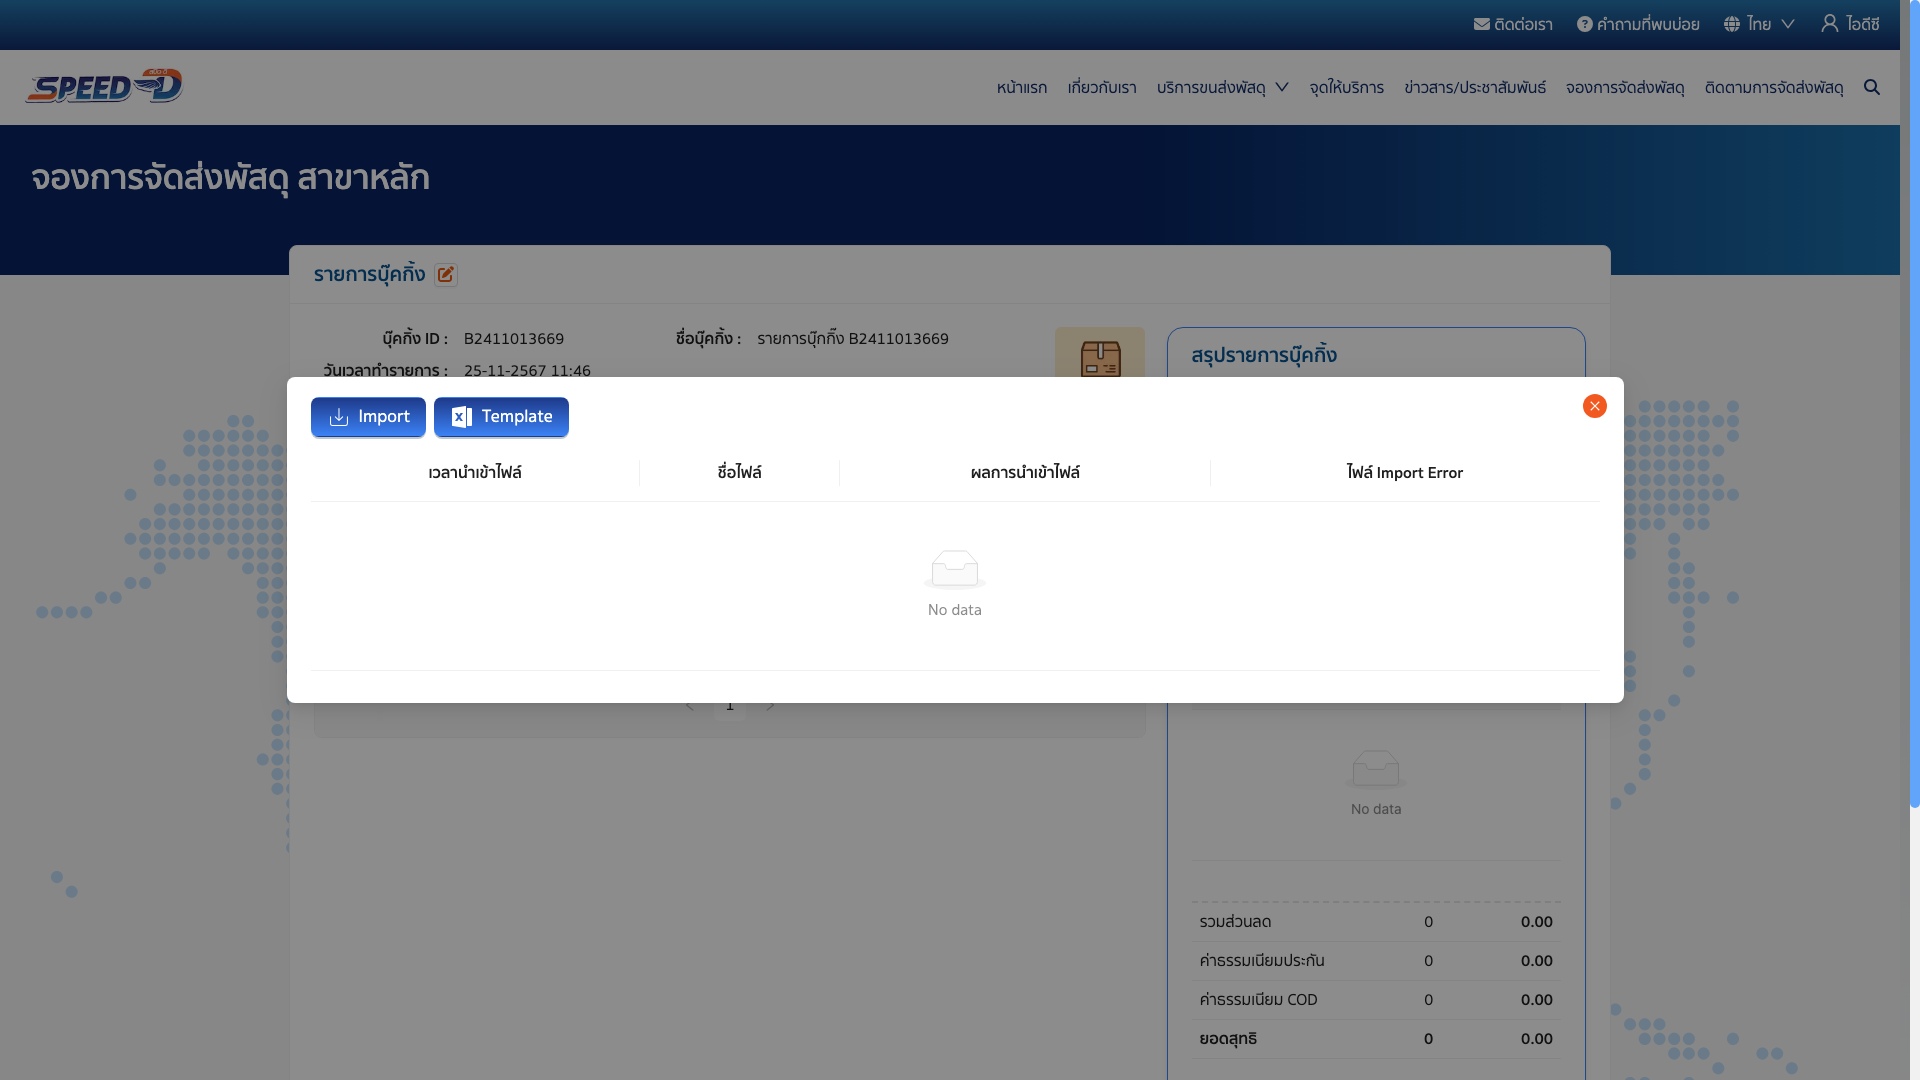 ติดต่อเรา คำถามที่พบบ่อย ไทย ไอดีซี
สปีด-ดี
SPEED-D
หน้าแรก เกี่ยวกับเรา บริการขนส่งพัสดุ จุดให้บริการ ข่าวสาร/ประชาสัมพันธ์ จองการจัดส่งพัสดุ ติดตามการจัดส่งพัสดุ
จองการจัดส่งพัสดุ สาขาหลัก
รายการบุ๊คกิ้ง
บุ๊คกิ้ง ID : B2411013669 ชื่อบุ๊คกิ้ง : รายการบุ๊กกิ๊ง B2411013669
วันเวลาทำรายการ : 25-11-2567 11:46
สรุปรายการบุ๊คกิ้ง
Import Template
เวลานำเข้าไฟล์ ชื่อไฟล์ ผลการนำเข้าไฟล์ ไฟล์ Import Error
No data
1
No data
รวมส่วนลด 0 0.00
ค่าธรรมเนียมประกัน 0 0.00
ค่าธรรมเนียม COD 0 0.00
ยอดสุทธิ 0 0.00